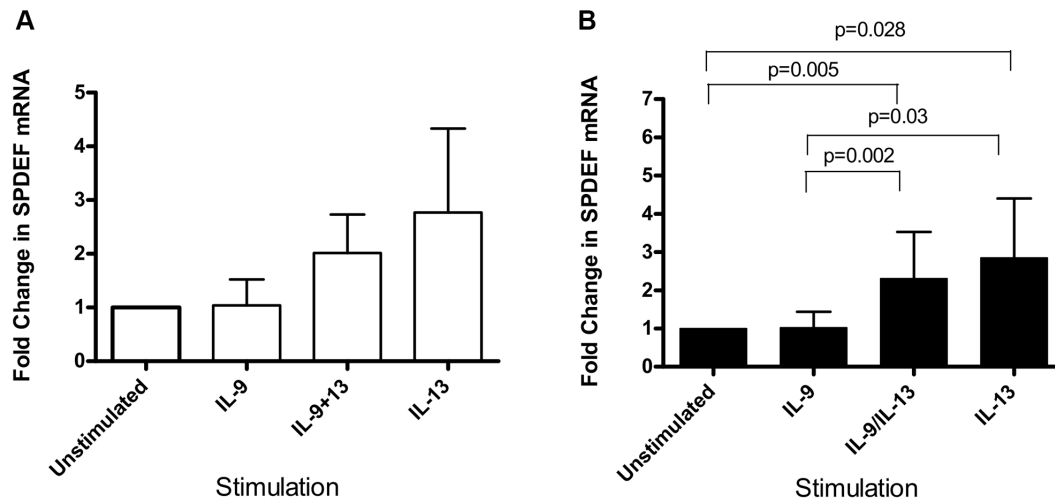 A
Fold Change in SPDEF mRNA
5
4
3
2
1
0
Unstimulated
IL-9
IL-9+13
IL-13
Stimulation
B
p=0.028
p=0.005
p=0.03
p=0.002
Fold Change in SPDEF mRNA
7
6
5
4
3
2
1
0
Unstimulated
IL-9
IL-9/IL-13
IL-13
Stimulation